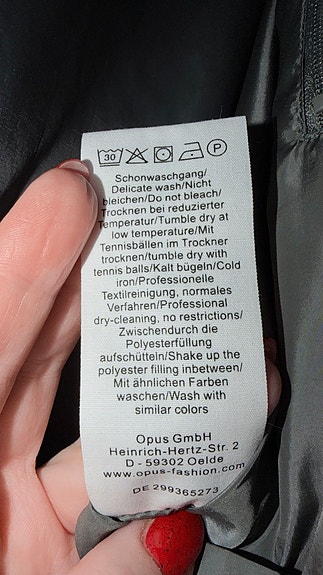 30 P
Schonwaschgang/
Delicate wash/Nicht
bleichen/Do not bleach/
Trocknen bei reduzierter
Temperatur/Tumble dry at
low temperature/Mit
Tennisbällen im Trockner
trocknen/tumble dry with
tennis balls/Kalt bügeln/Cold
iron/Professionelle
Textilreinigung, normales
Verfahren/Professional
dry-cleaning, no restrictions/
Zwischendurch die
Polyesterfüllung
aufschütteln/Shake up the
polyester filling inbetween/
Mit ähnlichen Farben
waschen/Wash with
similar colors
Opus GmbH
Heinrich-Hertz-Str. 2
D - 59302 Oelde
www.opus-fashion.com
DE 299365273